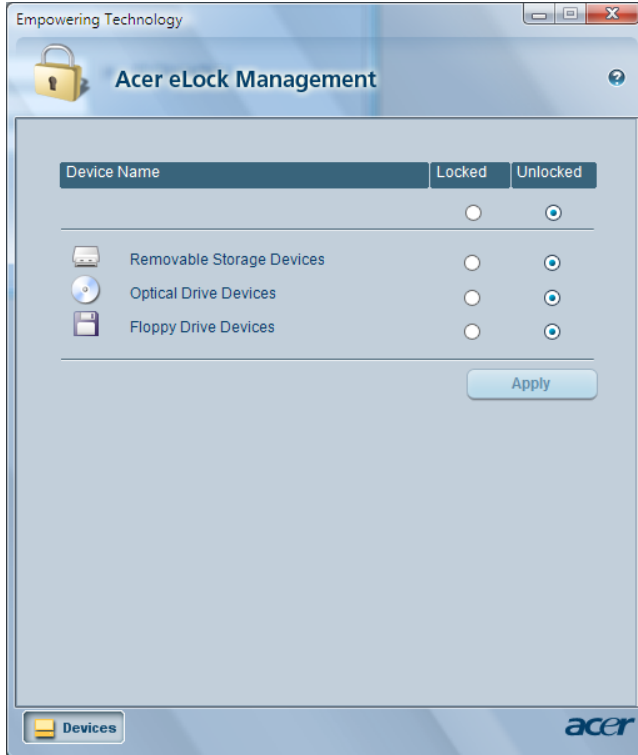 Empowering Technology
Acer eLock Management
Device Name Locked Unlocked
Removable Storage Devices
Optical Drive Devices
Floppy Drive Devices
Apply
Devices
acer